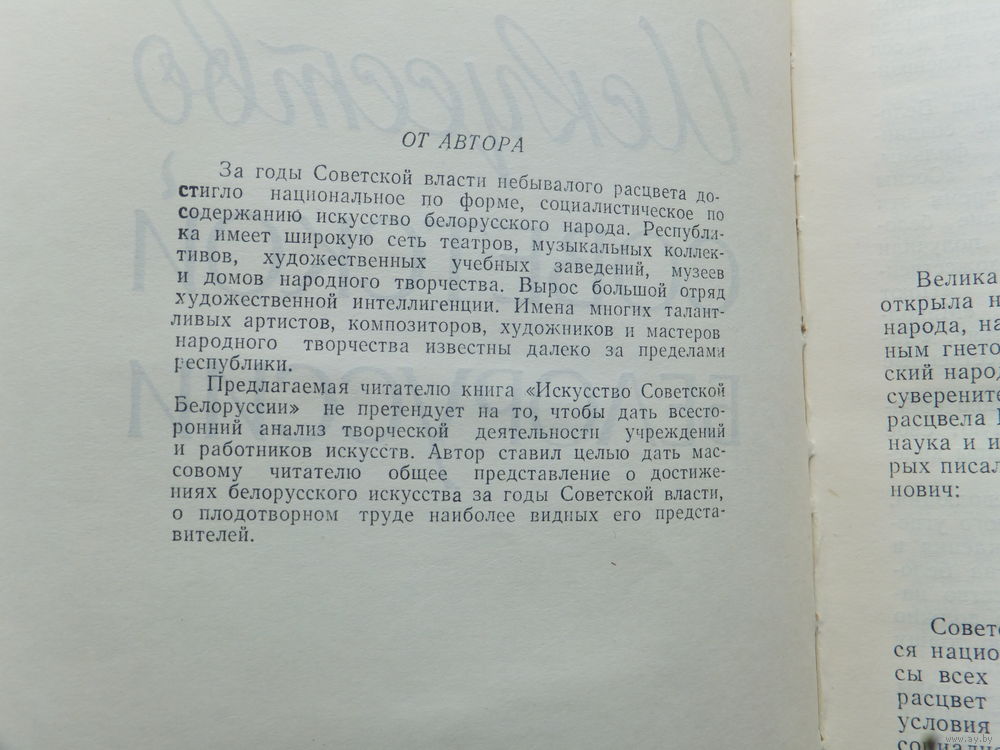 ОТ АВТОРА
За годы Советской власти небывалого расцвета до-
стигло национальное по форме, социалистическое по
содержанию искусство белорусского народа. Республи-
ка имеет широкую сеть театров, музыкальных коллек-
тивов, художественных учебных заведений, музеев
и домов народного творчества. Вырос большой отряд
художественной интеллигенции. Имена многих талант-
ливых артистов, композиторов, художников и мастеров
народного творчества известны далеко за пределами
республики.
Предлагаемая читателю книга «Искусство Советской
Белоруссии» не претендует на то, чтобы дать всесто-
ронний анализ творческой деятельности учреждений
и работников искусств. Автор ставил целью дать мас-
совому читателю общее представление о достиже-
ниях белорусского искусства за годы Советской власти,
о плодотворном труде наиболее видных его предста-
вителей.
Велика
открыла н
народа, на
ным гнето
ский народ
суверените
расцвела
наука и и
рых писал
нович:
Совет
ся нацио
сы всех
расцвет
условия
www.ay.by